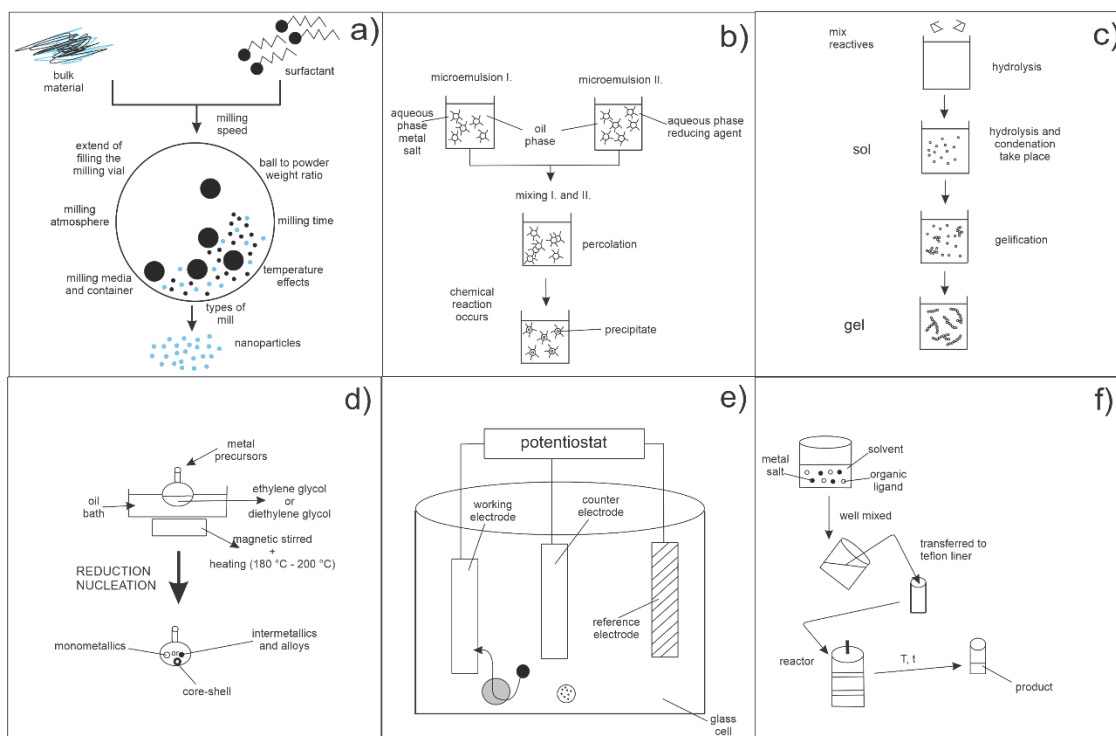 a)
bulk
material
surfactant
milling
speed
extend of
filling the
milling vial
ball to powder
weight ratio
milling
atmosphere
milling time
milling media
and container
temperature
effects
types of
mill
nanoparticles
b)
microemulsion I.
microemulsion II.
aqueous
phase
metal
salt
oil
phase
aqueous phase
reducing agent
mixing I. and II.
percolation
chemical
reaction
occurs
precipitate
c)
mix
reactives
hydrolysis
sol
hydrolysis and
condenation
take place
gelification
gel
d)
metal
precursors
oil
bath
ethylene glycol
or
diethylene glycol
magnetic stirred
+
heating (180 °C - 200 °C)
REDUCTION
NUCLEATION
monometallics
or
intermetallics
and alloys
core-shell
e)
potentiostat
working
electrode
counter
electrode
reference
electrode
glass
cell
f)
metal
salt
solvent
organic
ligand
well mixed
transferred to
teflon liner
reactor
T, t
product